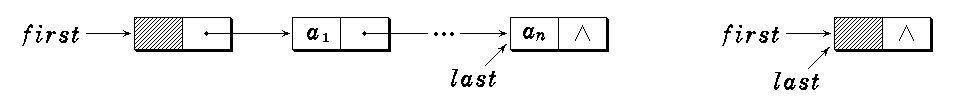 first a₁ ... aₙ ∧ first ∧
last last